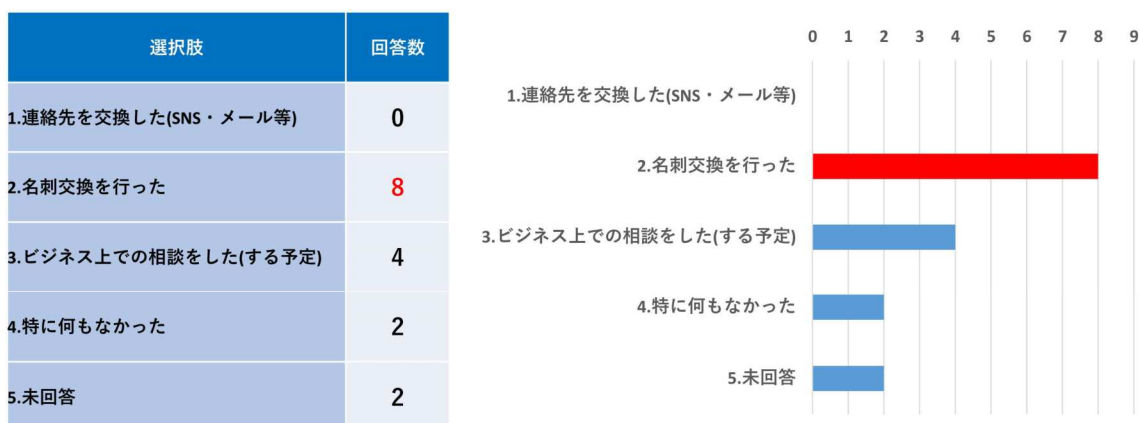 選択肢 回答数
1.連絡先を交換した(SNS・メール等) 0
2.名刺交換を行った 8
3.ビジネス上での相談をした(する予定) 4
4.特に何もなかった 2
5.未回答 2
0 1 2 3 4 5 6 7 8 9
1.連絡先を交換した(SNS・メール等)
2.名刺交換を行った
3.ビジネス上での相談をした(する予定)
4.特に何もなかった
5.未回答